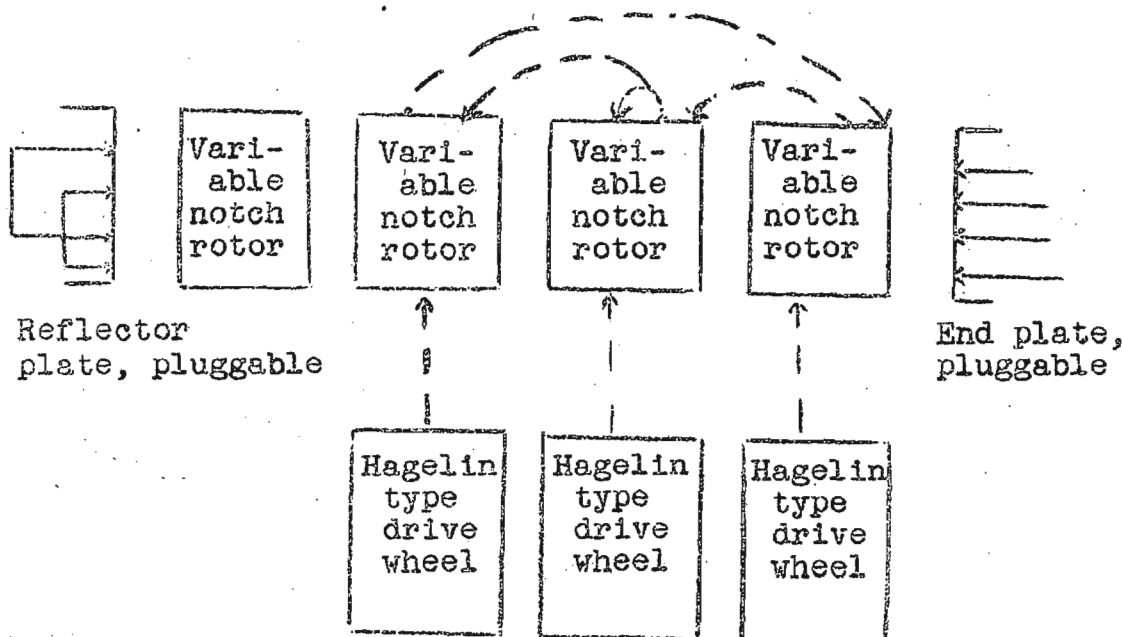 Vari-
able
notch
rotor
Vari-
able
notch
rotor
Vari-
able
notch
rotor
Vari-
able
notch
rotor
Reflector
plate, pluggable
End plate,
pluggable
Hagelin
type
drive
wheel
Hagelin
type
drive
wheel
Hagelin
type
drive
wheel